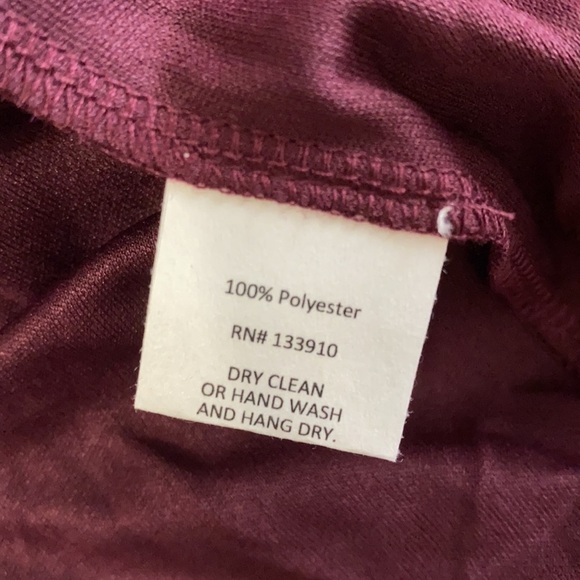 100% Polyester
RN# 133910
DRY CLEAN
OR HAND WASH
AND HANG DRY.